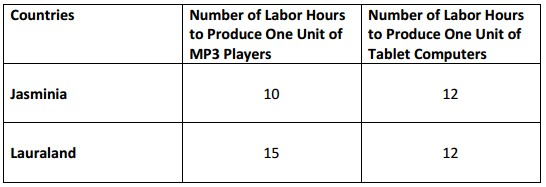 Countries
Number of Labor Hours
to Produce One Unit of
MP3 Players
Number of Labor Hours
to Produce One Unit of
Tablet Computers
Jasminia
10
12
Lauraland
15
12